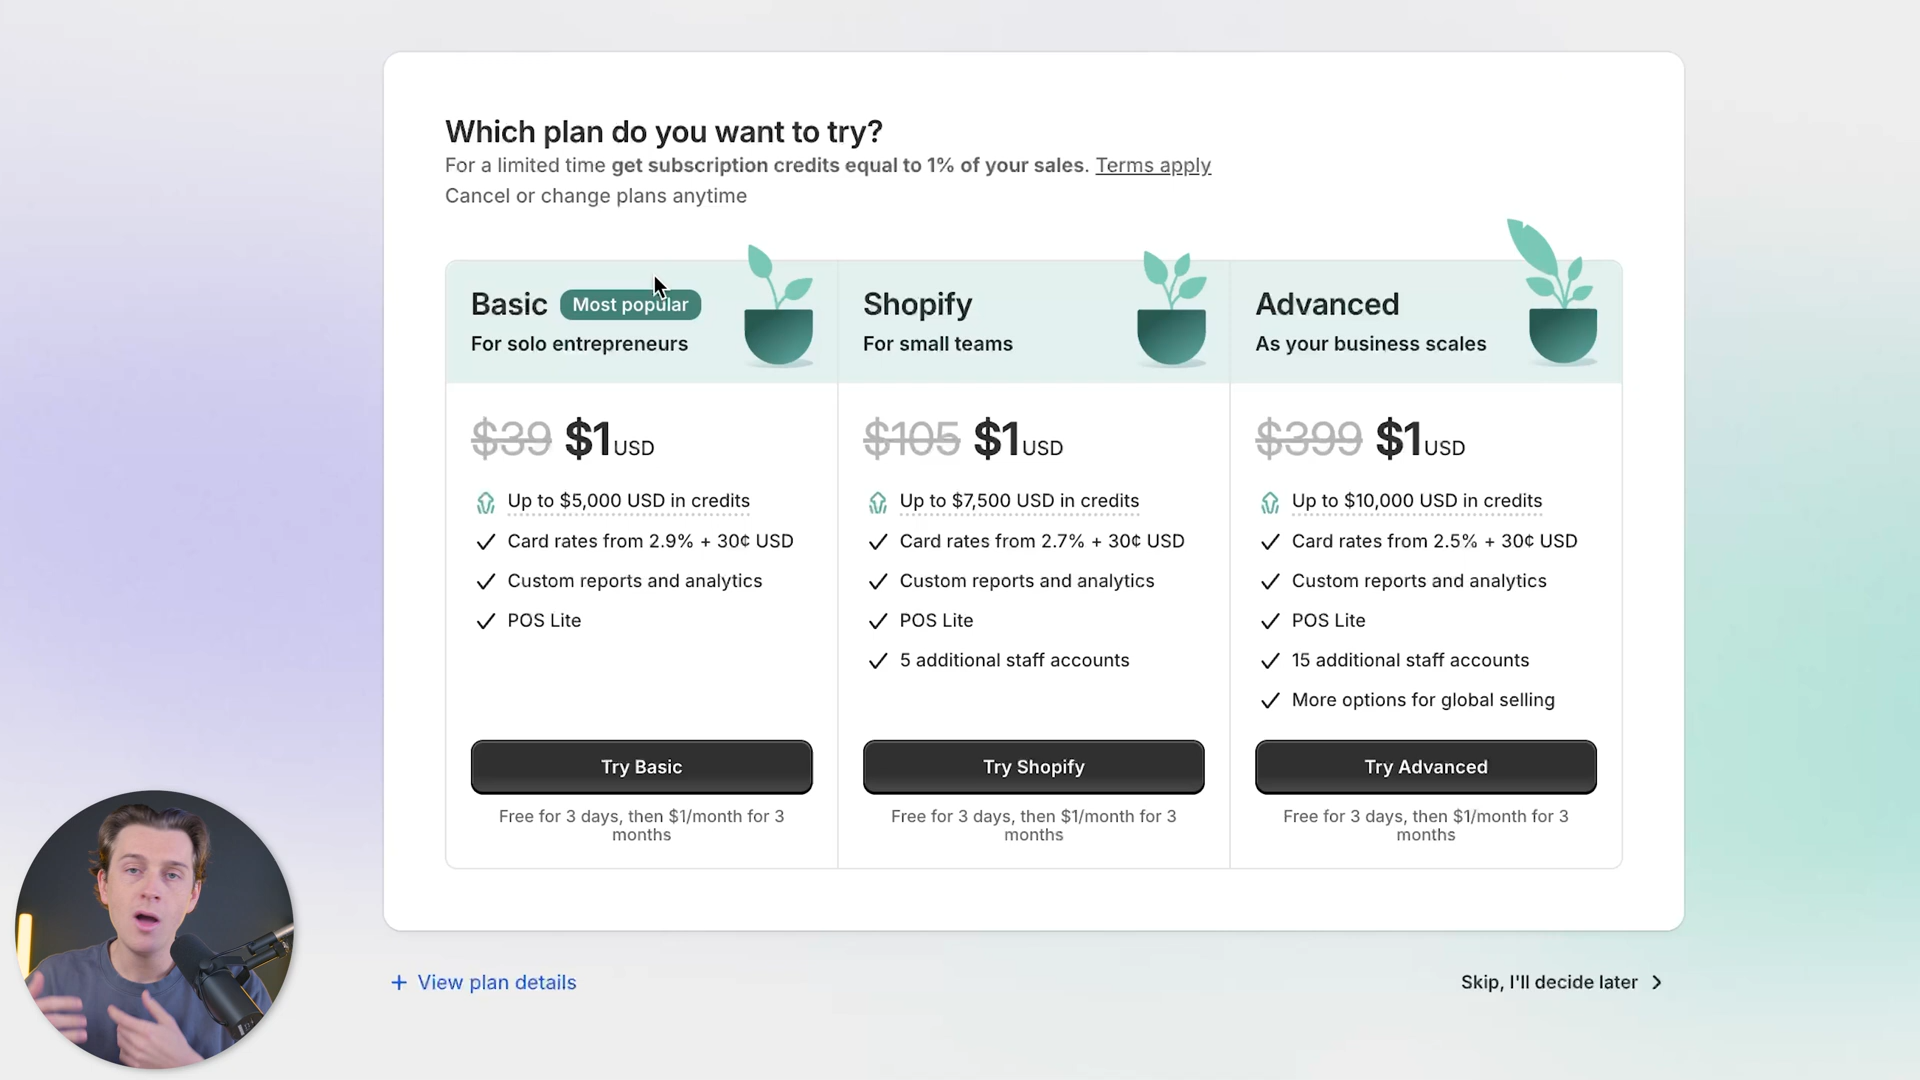 Which plan do you want to try?
For a limited time get subscription credits equal to 1% of your sales. Terms apply
Cancel or change plans anytime
Basic Most popular
For solo entrepreneurs
$39 $1 USD
Up to $5,000 USD in credits
Card rates from 2.9% + 30¢ USD
Custom reports and analytics
POS Lite
Try Basic
Free for 3 days, then $1/month for 3
months
Shopify
For small teams
$105 $1 USD
Up to $7,500 USD in credits
Card rates from 2.7% + 30¢ USD
Custom reports and analytics
POS Lite
5 additional staff accounts
Try Shopify
Free for 3 days, then $1/month for 3
months
Advanced
As your business scales
$399 $1 USD
Up to $10,000 USD in credits
Card rates from 2.5% + 30¢ USD
Custom reports and analytics
POS Lite
15 additional staff accounts
More options for global selling
Try Advanced
Free for 3 days, then $1/month for 3
months
+ View plan details
Skip, I'll decide later